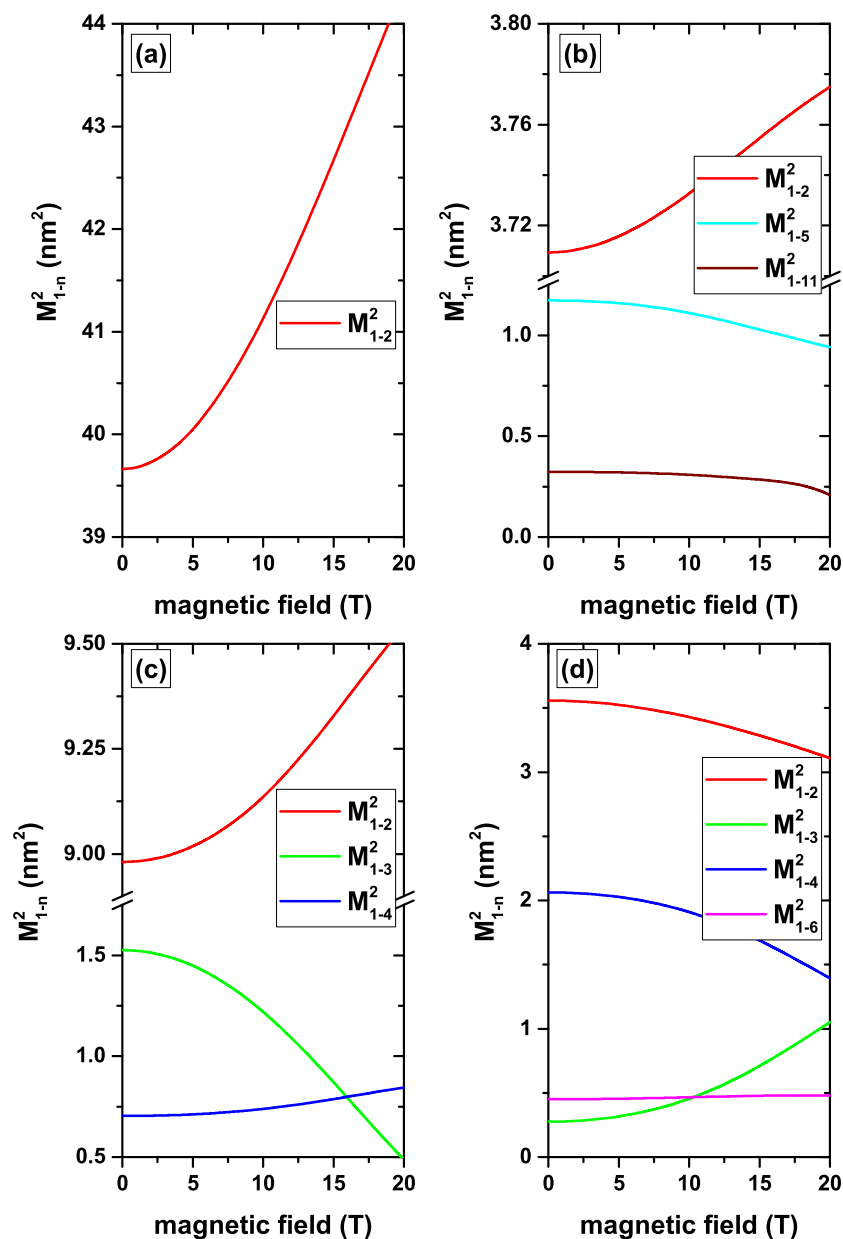 (a)
44
43
42
41
40
39
M²₁₋ₙ (nm²)
M²₁₋₂
0 5 10 15 20
magnetic field (T)
(b)
3.80
3.76
3.72
1.0
0.5
0.0
M²₁₋ₙ (nm²)
M²₁₋₂
M²₁₋₅
M²₁₋₁₁
0 5 10 15 20
magnetic field (T)
(c)
9.50
9.25
9.00
1.5
1.0
0.5
M²₁₋ₙ (nm²)
M²₁₋₂
M²₁₋₃
M²₁₋₄
0 5 10 15 20
magnetic field (T)
(d)
4
3
2
1
0
M²₁₋ₙ (nm²)
M²₁₋₂
M²₁₋₃
M²₁₋₄
M²₁₋₆
0 5 10 15 20
magnetic field (T)